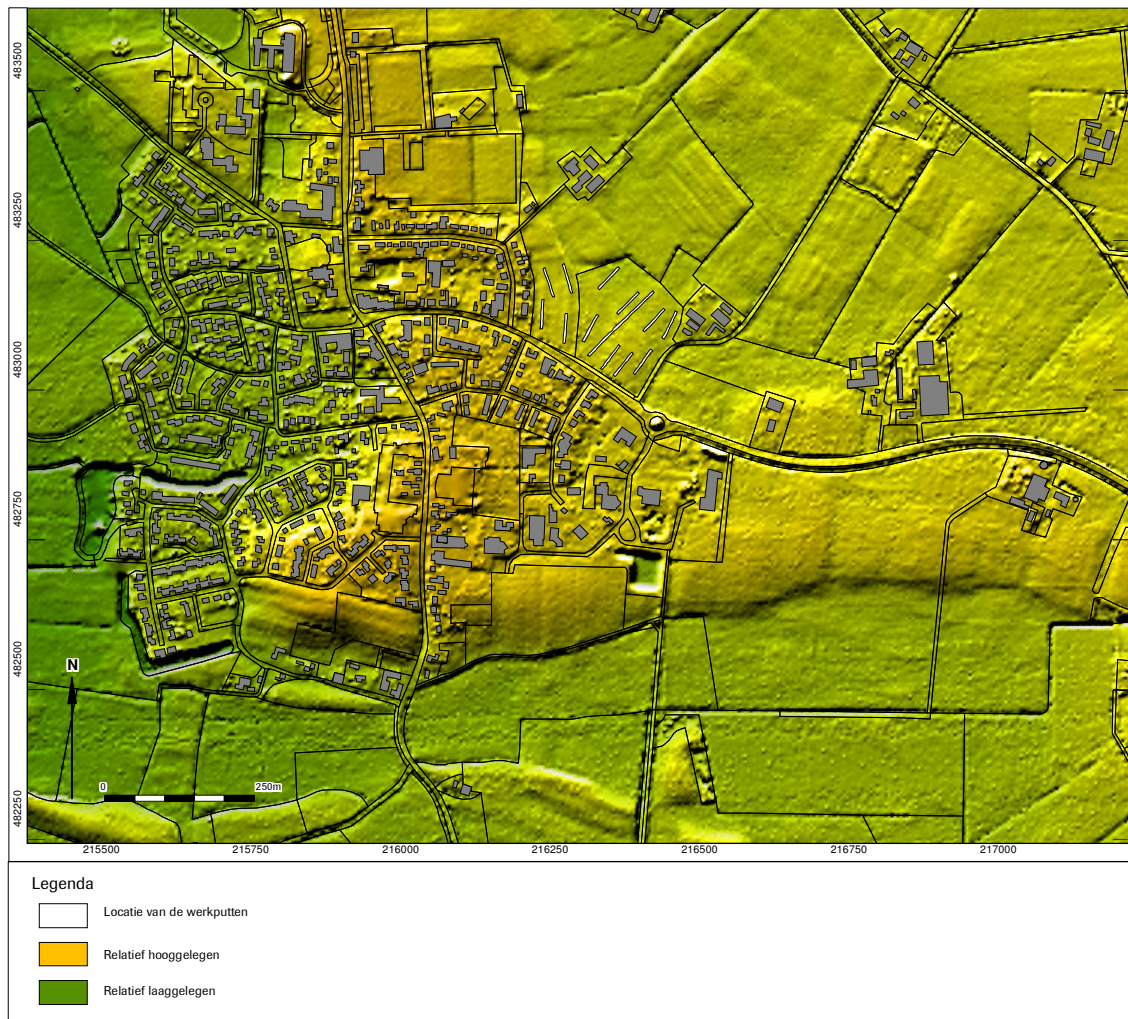 483500
483250
483000
482750
482500
482250
N
0 250m
215500 215750 216000 216250 216500 216750 217000
Legenda
Locatie van de werkputten
Relatief hooggelegen
Relatief laaggelegen